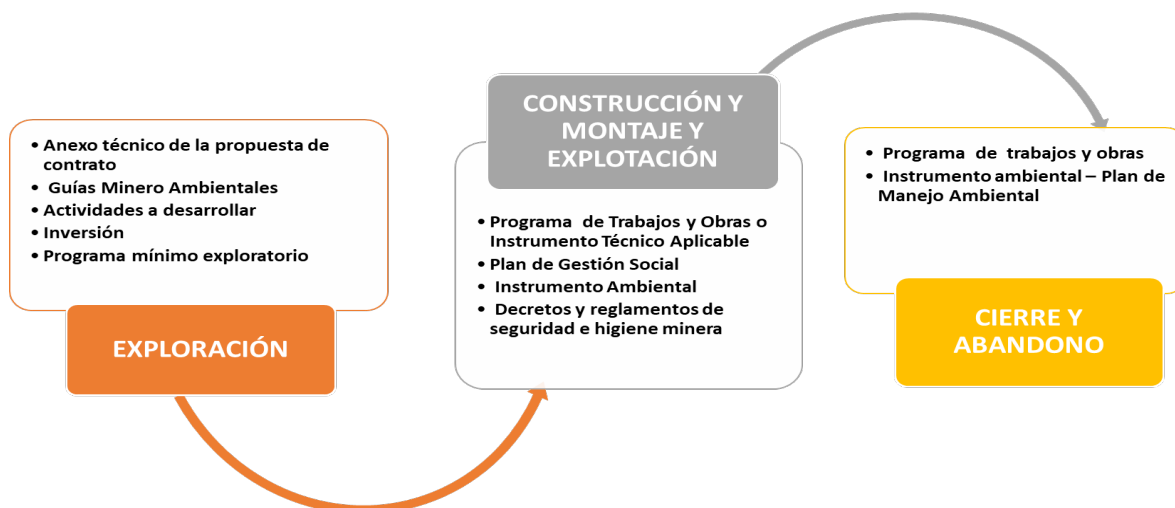 • Anexo técnico de la propuesta de
contrato
• Guías Minero Ambientales
• Actividades a desarrollar
• Inversión
• Programa mínimo exploratorio
EXPLORACIÓN
CONSTRUCCIÓN Y
MONTAJE Y
EXPLOTACIÓN
• Programa de Trabajos y Obras o
Instrumento Técnico Aplicable
• Plan de Gestión Social
• Instrumento Ambiental
• Decretos y reglamentos de
seguridad e higiene minera
• Programa de trabajos y obras
• Instrumento ambiental – Plan de
Manejo Ambiental
CIERRE Y
ABANDONO